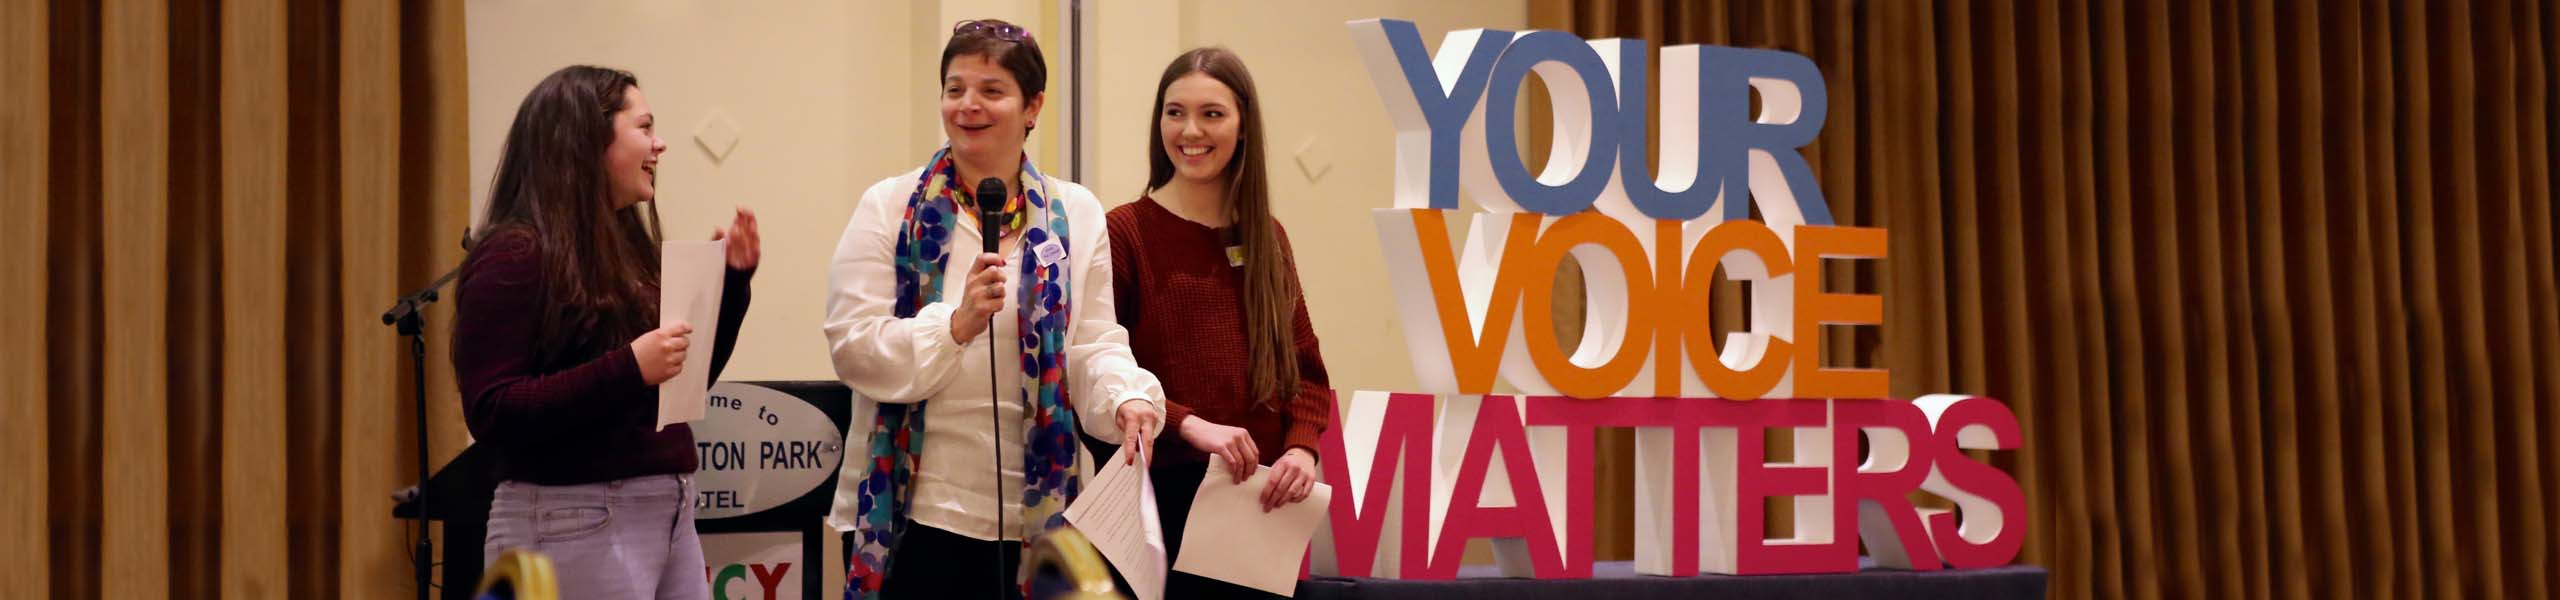 me to
TON PARK
TEL
CY
YOUR
VOICE
MATTERS